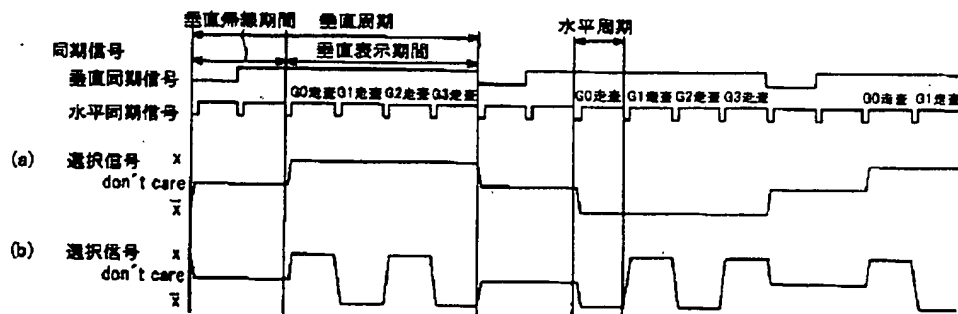 垂直帰線期間 垂直周期 水平周期
同期信号 垂直表示期間
垂直同期信号
G0走査 G1走査 G2走査 G3走査 G0走査 G1走査 G2走査 G3走査 G0走査 G1走査
水平同期信号
(a) 選択信号 x
don't care
x̄
(b) 選択信号 x
don't care
x̄